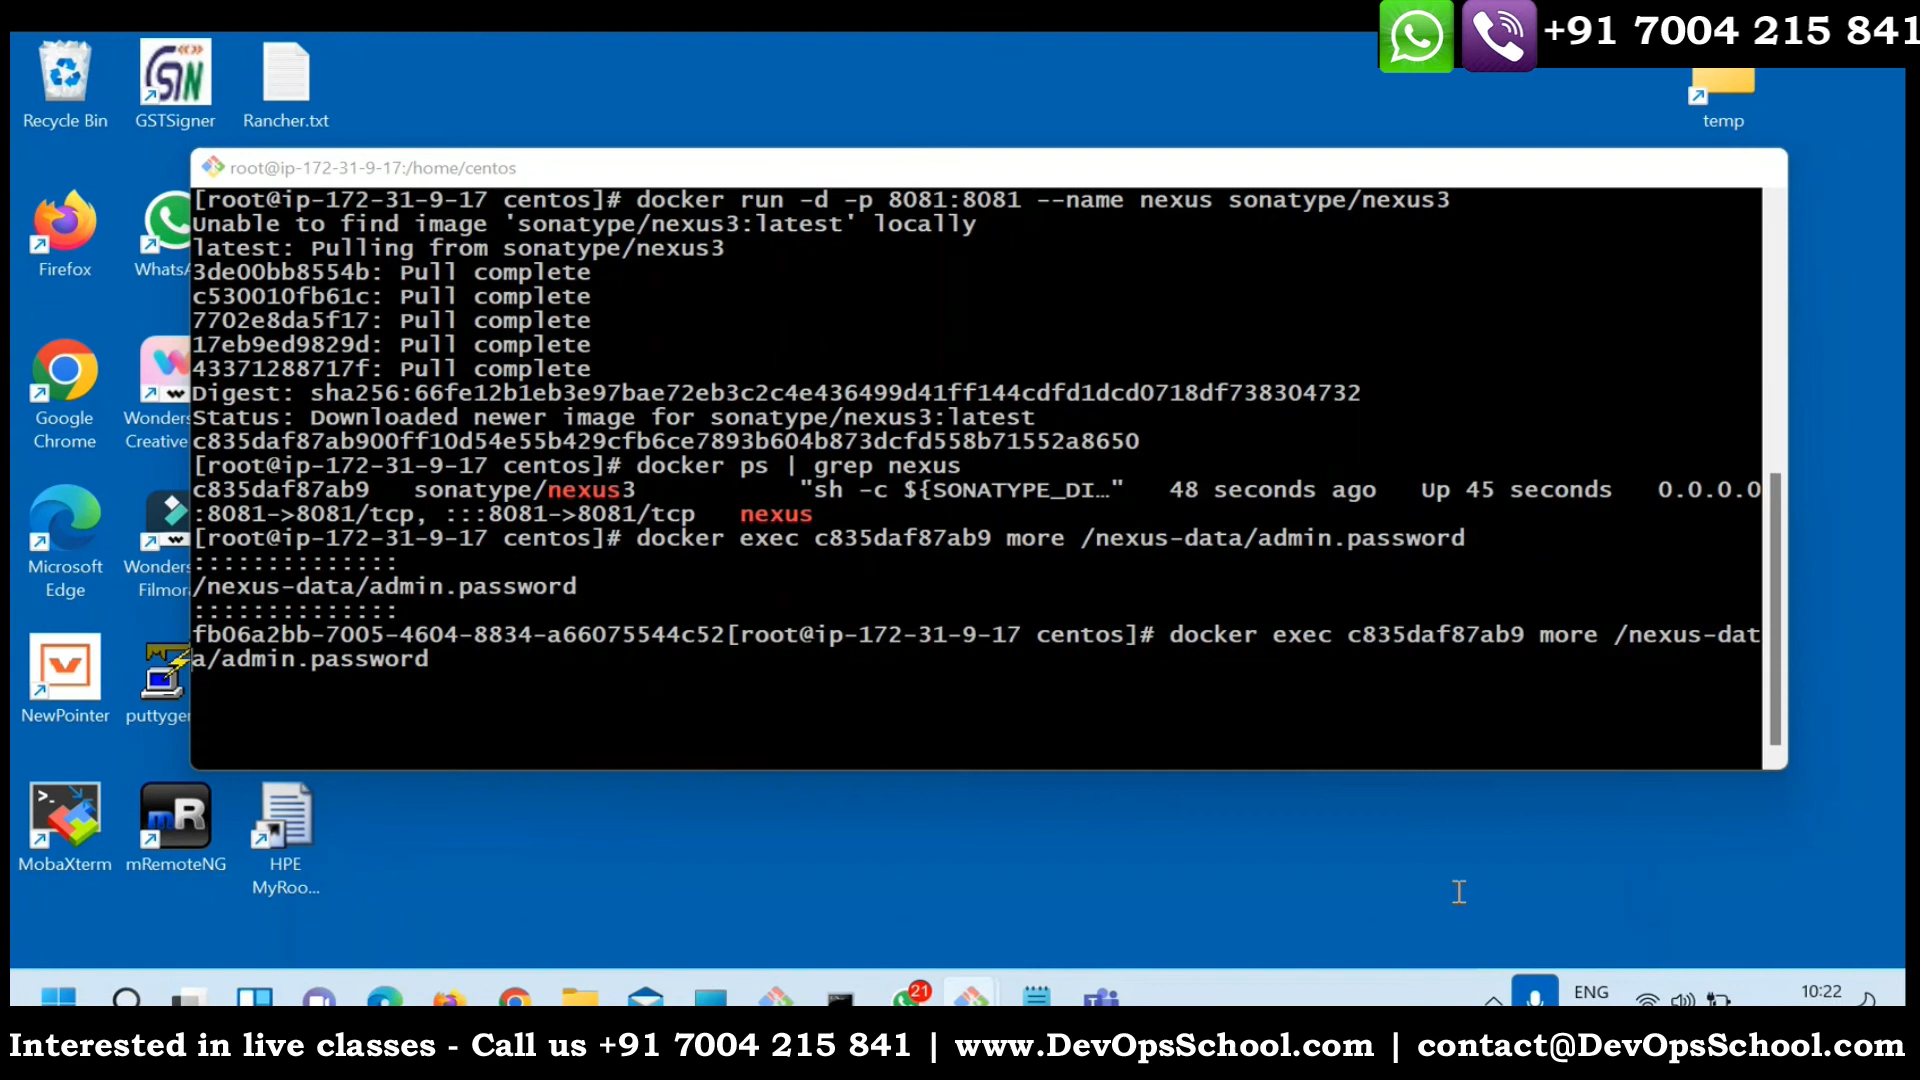 +91 7004 215 841
Recycle Bin
GSTSigner
Rancher.txt
temp
root@ip-172-31-9-17:/home/centos
[root@ip-172-31-9-17 centos]# docker run -d -p 8081:8081 --name nexus sonatype/nexus3
Unable to find image 'sonatype/nexus3:latest' locally
latest: Pulling from sonatype/nexus3
3de00bb8554b: Pull complete
c530010fb61c: Pull complete
7702e8da5f17: Pull complete
17eb9ed9829d: Pull complete
43371288717f: Pull complete
Digest: sha256:66fe12b1eb3e97bae72eb3c2c4e436499d41ff144cdfd1dcd0718df738304732
Status: Downloaded newer image for sonatype/nexus3:latest
c835daf87ab900ff10d54e55b429cfb6ce7893b604b873dcfd558b71552a8650
[root@ip-172-31-9-17 centos]# docker ps | grep nexus
c835daf87ab9   sonatype/nexus3           "sh -c ${SONATYPE_DI…"   48 seconds ago   Up 45 seconds   0.0.0.0
:8081->8081/tcp, :::8081->8081/tcp   nexus
[root@ip-172-31-9-17 centos]# docker exec c835daf87ab9 more /nexus-data/admin.password
::::::::::::::
/nexus-data/admin.password
::::::::::::::
fb06a2bb-7005-4604-8834-a66075544c52[root@ip-172-31-9-17 centos]# docker exec c835daf87ab9 more /nexus-dat
a/admin.password
Firefox
WhatsA
Google
Chrome
Wonders
Creative
Microsoft
Edge
Wonders
Filmor
NewPointer
puttyger
MobaXterm
mRemoteNG
HPE
MyRoo...
21
ENG
10:22
Interested in live classes - Call us +91 7004 215 841 | www.DevOpsSchool.com | contact@DevOpsSchool.com